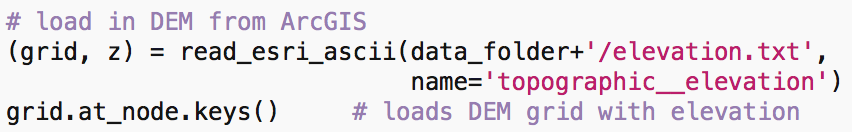 # load in DEM from ArcGIS
(grid, z) = read_esri_ascii(data_folder+'/elevation.txt',
                            name='topographic__elevation')
grid.at_node.keys()     # loads DEM grid with elevation